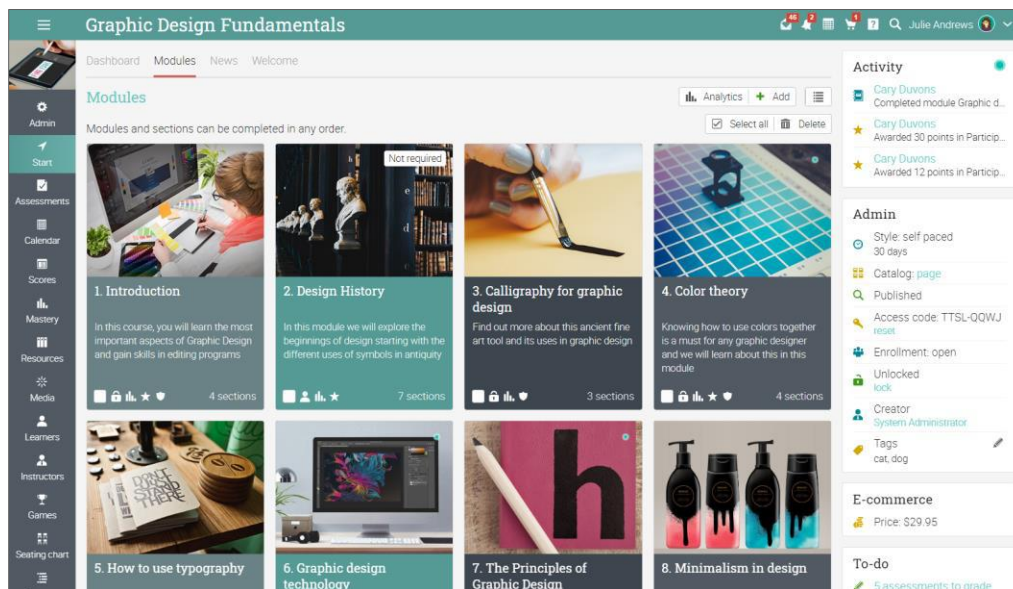 Graphic Design Fundamentals
46
2
1
?
Julie Andrews
Admin
Start
Assessments
Calendar
Scores
Mastery
Resources
Media
Learners
Instructors
Games
Seating chart
Dashboard Modules News Welcome
Modules
Analytics
Add
Modules and sections can be completed in any order.
Select all
Delete
1. Introduction
In this course, you will learn the most
important aspects of Graphic Design
and gain skills in editing programs
4 sections
Not required
2. Design History
In this module we will explore the
beginnings of design starting with the
different uses of symbols in antiquity
7 sections
3. Calligraphy for graphic
design
Find out more about this ancient fine
art tool and its uses in graphic design
3 sections
4. Color theory
Knowing how to use colors together
is a must for any graphic designer
and we will learn about this in this
module
4 sections
DON'T
JUST
STAND
THERE
5. How to use typography
6. Graphic design
technology
h
7. The Principles of
Graphic Design
8. Minimalism in design
Activity
Cary Duvons
Completed module Graphic d...
Cary Duvons
Awarded 30 points in Particip...
Cary Duvons
Awarded 12 points in Particip...
Admin
Style: self paced
30 days
Catalog: page
Published
Access code: TTSL-QQWJ
reset
Enrollment: open
Unlocked
lock
Creator
System Administrator
Tags
cat, dog
E-commerce
Price: $29.95
To-do
5 assessments to grade